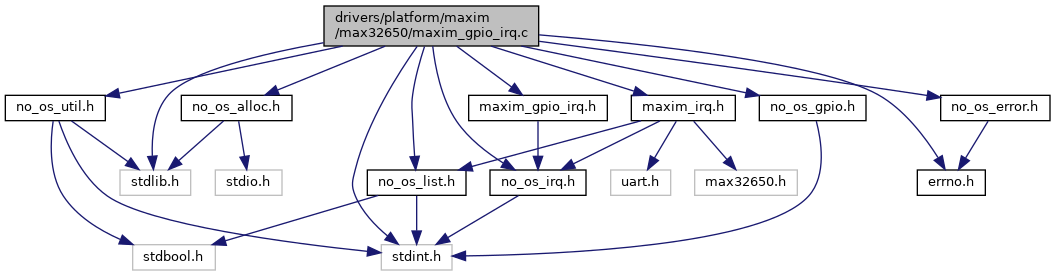 drivers/platform/maxim
/max32650/maxim_gpio_irq.c
no_os_util.h
no_os_alloc.h
maxim_gpio_irq.h
maxim_irq.h
no_os_gpio.h
no_os_error.h
stdlib.h
stdio.h
no_os_list.h
no_os_irq.h
uart.h
max32650.h
errno.h
stdbool.h
stdint.h